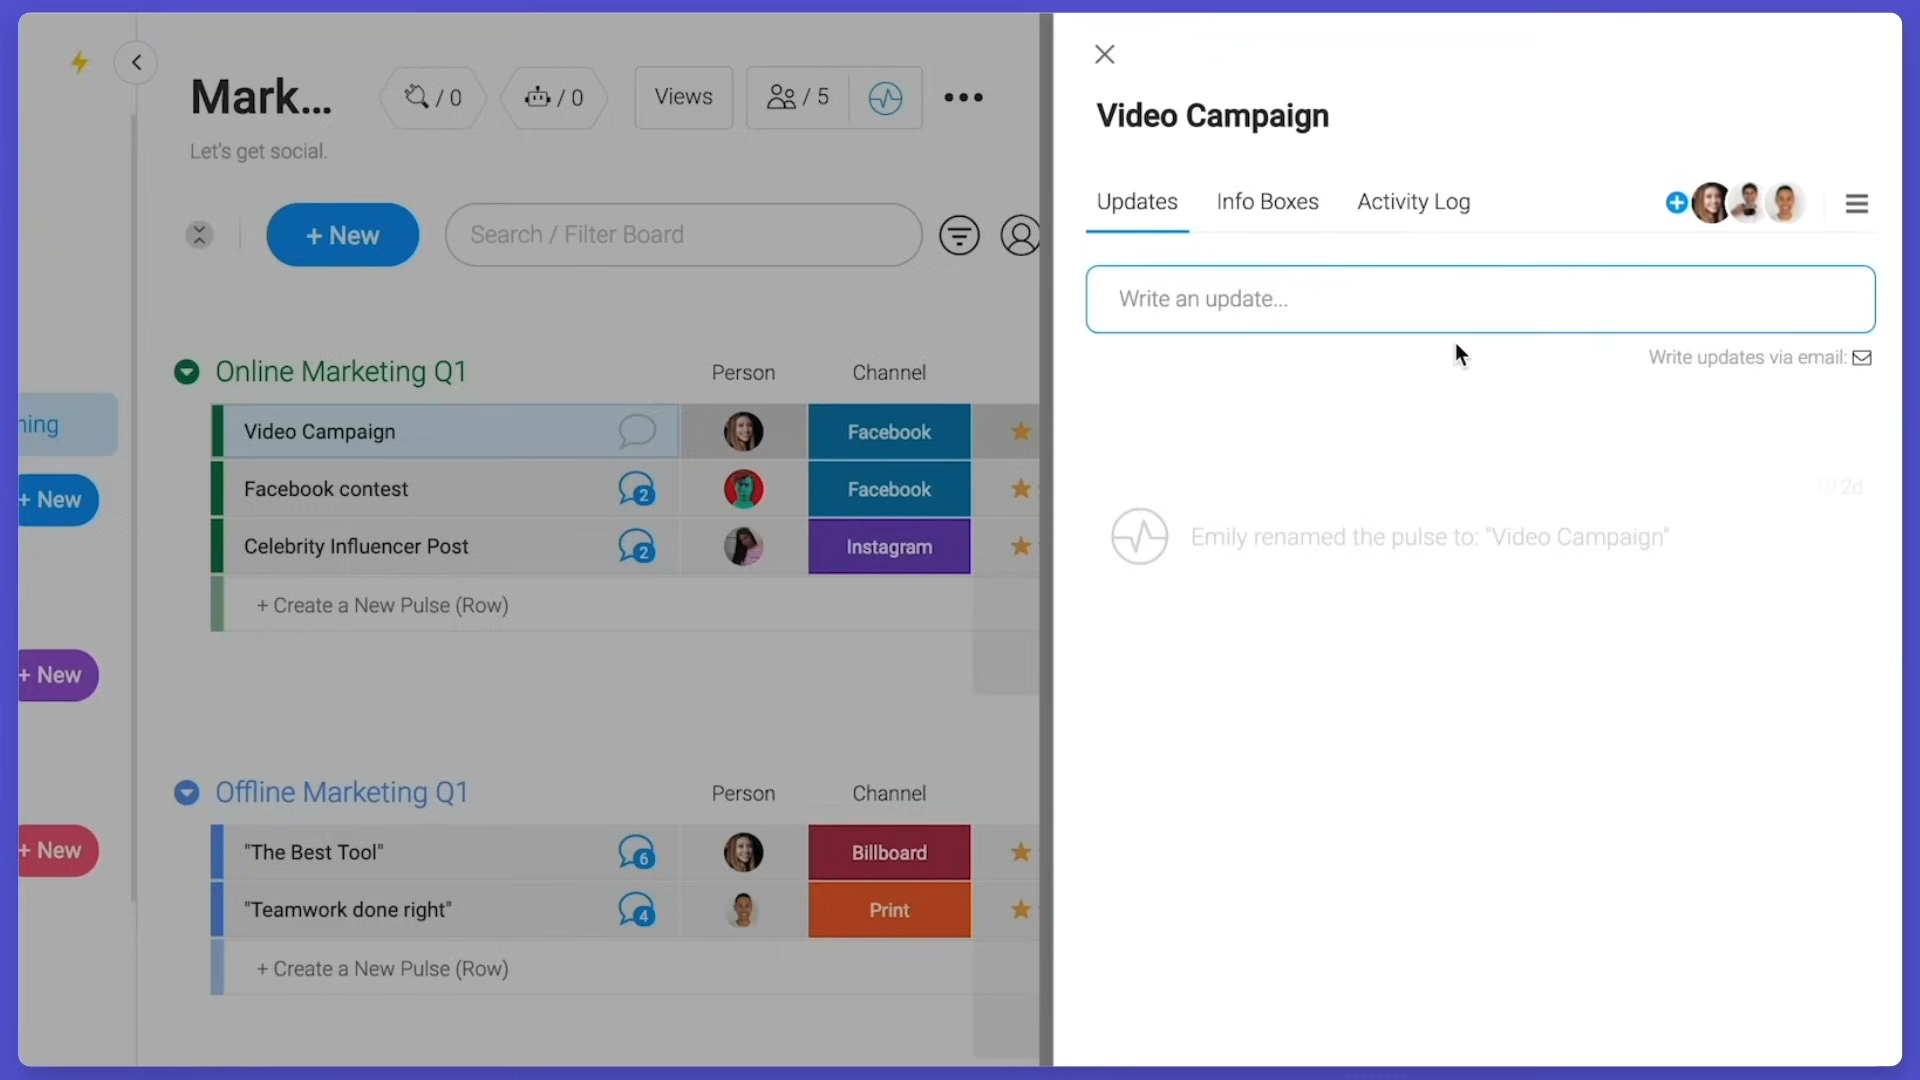 Mark...
/ 0
/ 0
Views
/ 5
Let's get social.
+ New
Search / Filter Board
Online Marketing Q1
Person
Channel
Video Campaign
Facebook
Facebook contest
2
Facebook
Celebrity Influencer Post
2
Instagram
+ Create a New Pulse (Row)
Offline Marketing Q1
Person
Channel
"The Best Tool"
6
Billboard
"Teamwork done right"
4
Print
+ Create a New Pulse (Row)
ning
+ New
+ New
+ New
Video Campaign
Updates
Info Boxes
Activity Log
Write an update...
Write updates via email:
2d
Emily renamed the pulse to: "Video Campaign"